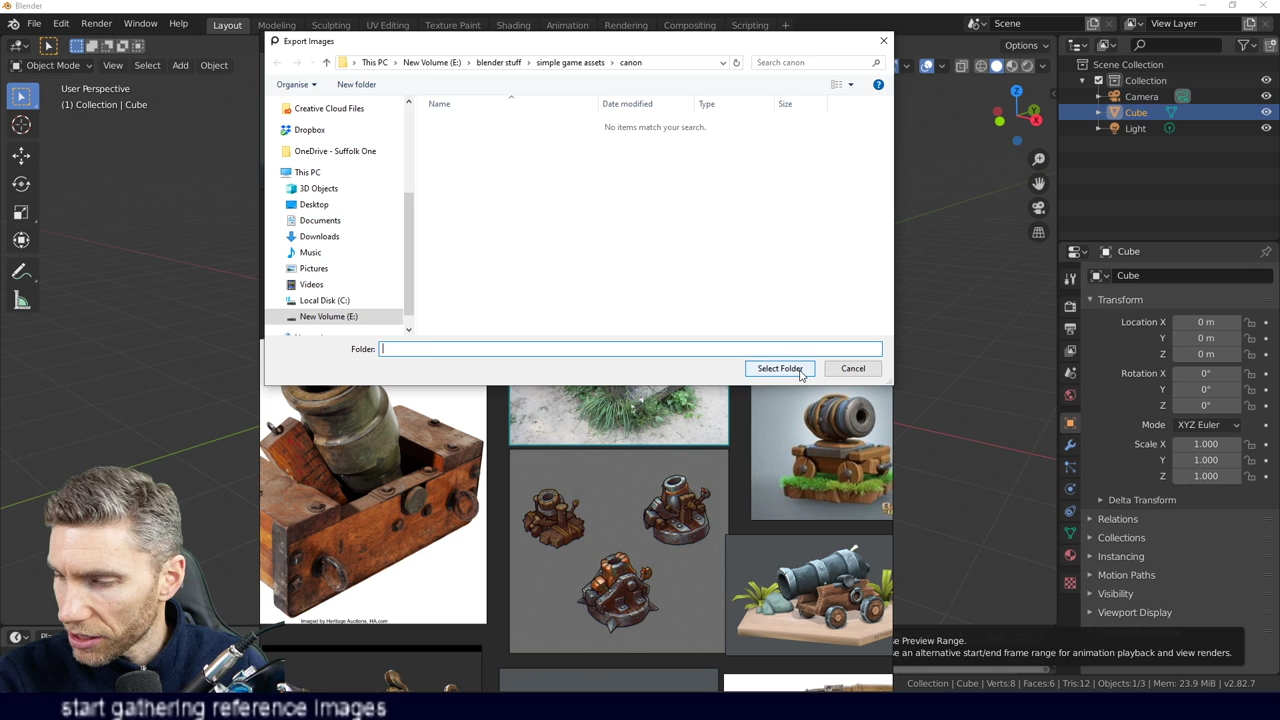 Blender
File Edit Render Window Help Layout Modeling Sculpting UV Editing Texture Paint Shading Animation Rendering Compositing Scripting + Scene View Layer
Export Images
Object Mode View Select Add Object
Options
This PC > New Volume (E:) > blender stuff > simple game assets > canon
Search canon
Organise New folder
Scene Collection
Collection
Camera
Cube
Light
User Perspective
(1) Collection | Cube
Name Date modified Type Size
No items match your search.
Creative Cloud Files
Dropbox
OneDrive - Suffolk One
This PC
3D Objects
Desktop
Documents
Downloads
Music
Pictures
Videos
Local Disk (C:)
New Volume (E:)
Folder:
Select Folder Cancel
Z
Y
X
Cube
Cube
Transform
Location X 0 m
Y 0 m
Z 0 m
Rotation X 0°
Y 0°
Z 0°
Mode XYZ Euler
Scale X 1.000
Y 1.000
Z 1.000
Delta Transform
Relations
Collections
Instancing
Motion Paths
Visibility
Viewport Display
Imaged by Heritage Auctions, HA.com
se Preview Range.
se an alternative start/end frame range for animation playback and view renders.
Collection | Cube | Verts:8 | Faces:6 | Tris:12 | Objects:1/3 | Mem: 23.9 MiB | v2.82.7
start gathering reference images